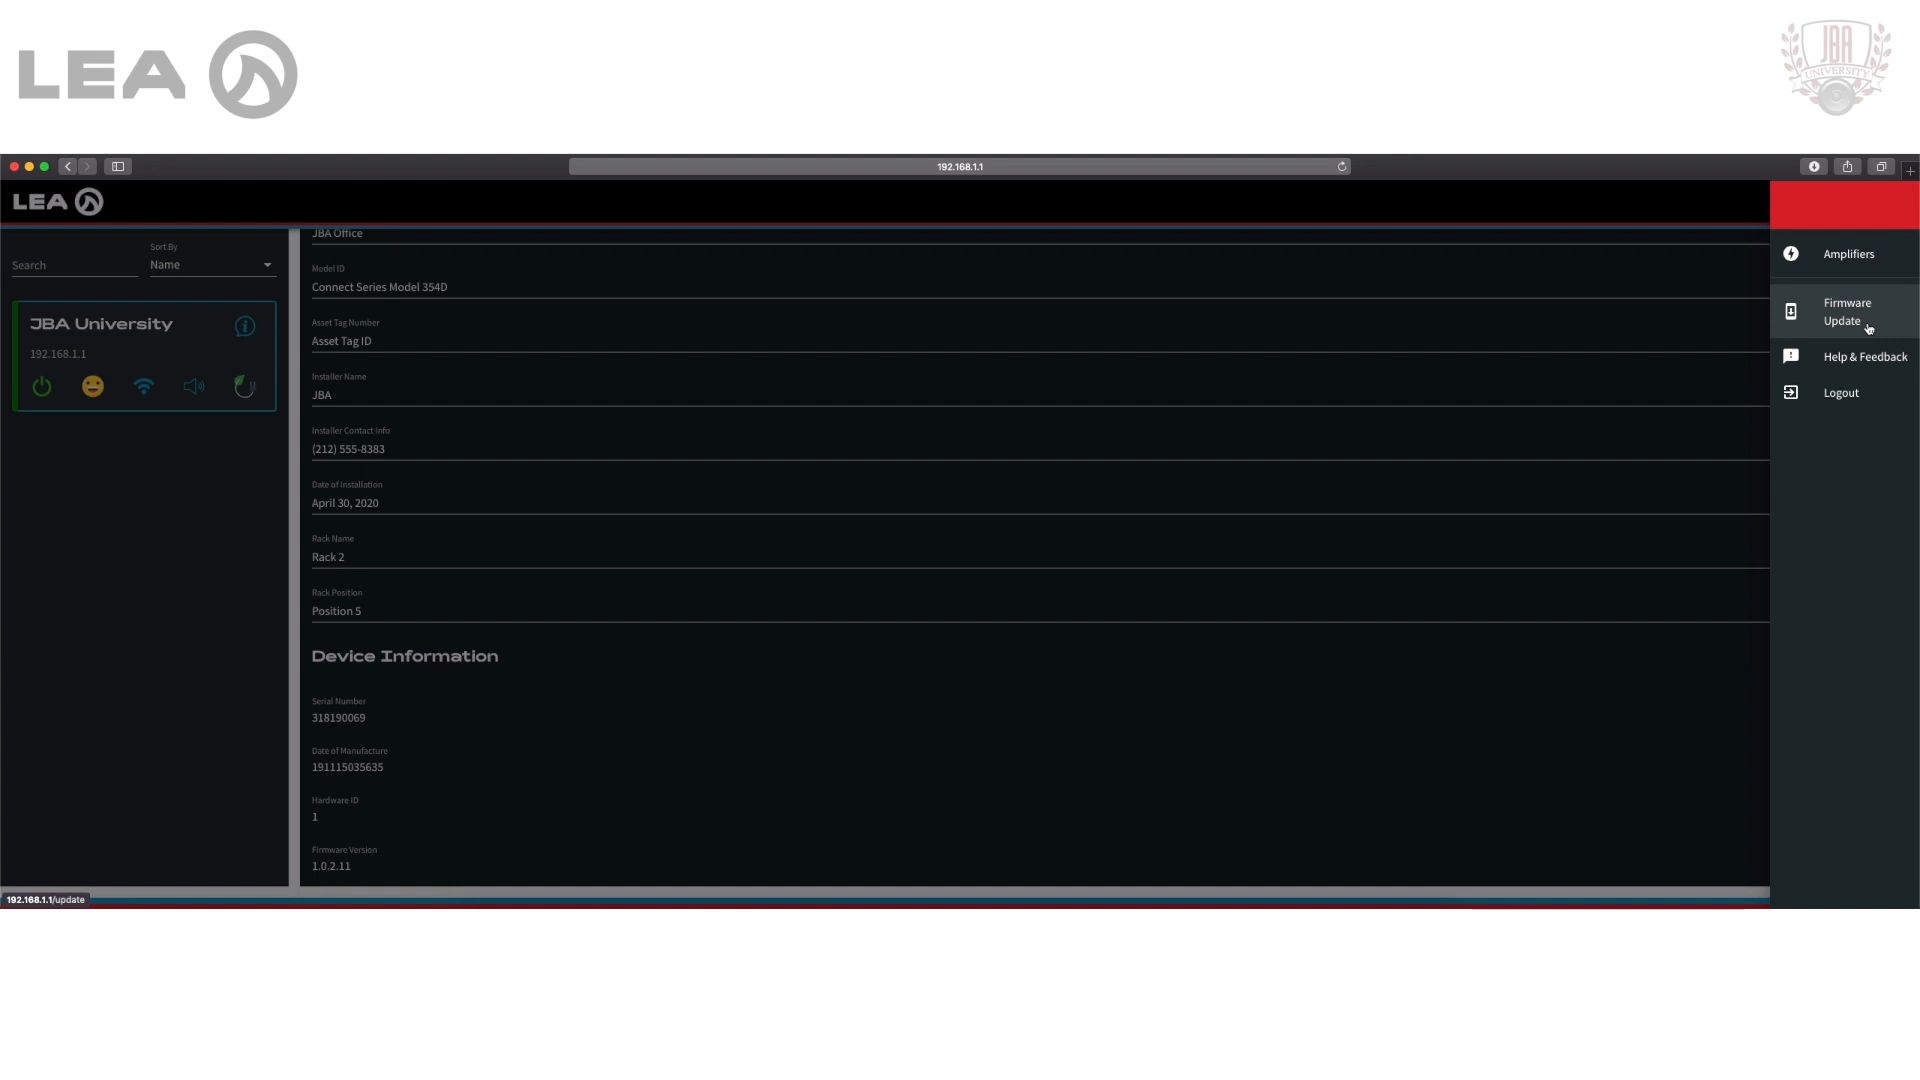 LEA
JBA
UNIVERSITY
192.168.1.1
LEA
Search
Sort By
Name
JBA University
192.168.1.1
JBA Office
Model ID
Connect Series Model 354D
Asset Tag Number
Asset Tag ID
Installer Name
JBA
Installer Contact Info
(212) 555-8383
Date of Installation
April 30, 2020
Rack Name
Rack 2
Rack Position
Position 5
Device Information
Serial Number
318190069
Date of Manufacture
191115035635
Hardware ID
1
Firmware Version
1.0.2.11
Amplifiers
Firmware
Update
Help & Feedback
Logout
192.168.1.1/update